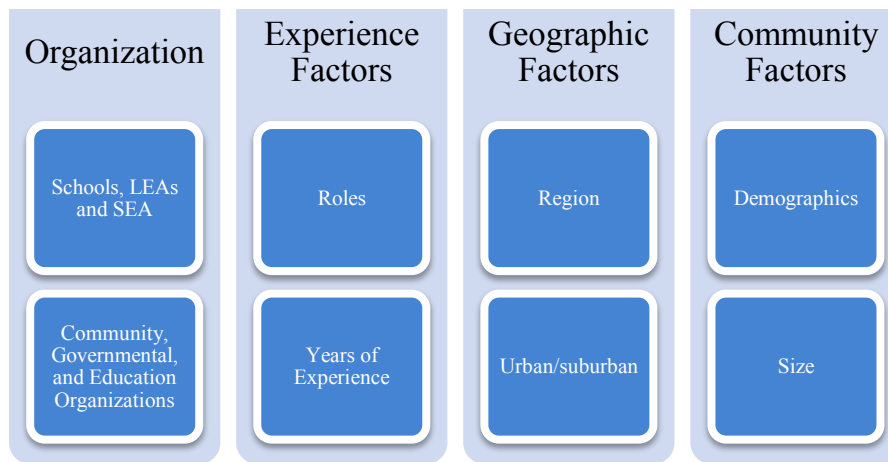 Organization
Schools, LEAs
and SEA
Community,
Governmental,
and Education
Organizations
Experience
Factors
Roles
Years of
Experience
Geographic
Factors
Region
Urban/suburban
Community
Factors
Demographics
Size